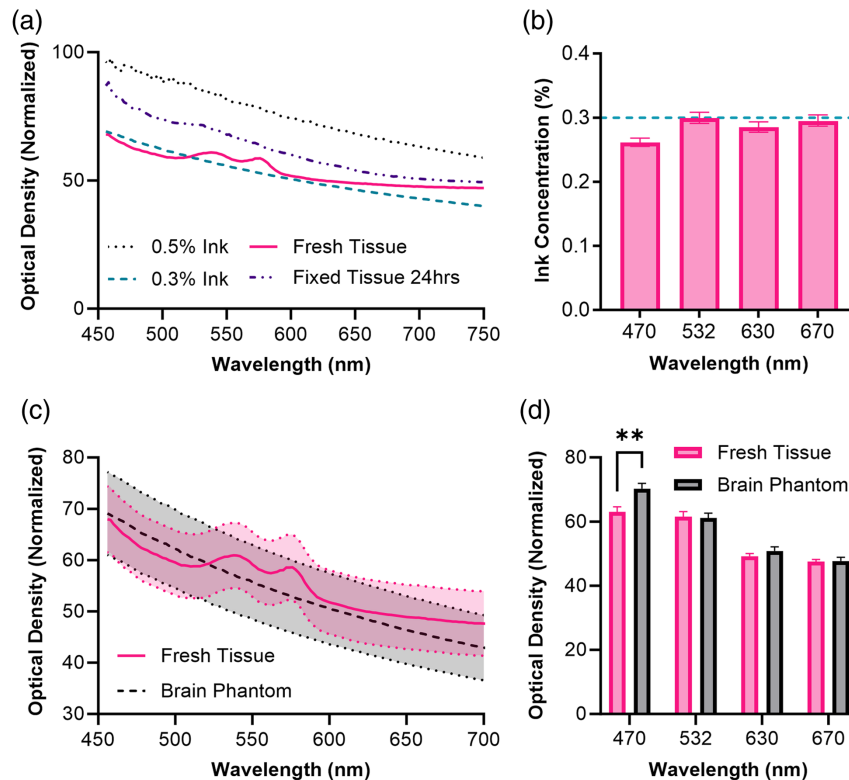 (a)
Optical Density (Normalized)
100
50
0
0.5% Ink
0.3% Ink
Fresh Tissue
Fixed Tissue 24hrs
450 500 550 600 650 700 750
Wavelength (nm)
(b)
Ink Concentration (%)
0.4
0.3
0.2
0.1
0.0
470 532 630 670
Wavelength (nm)
(c)
Optical Density (Normalized)
80
70
60
50
40
30
Fresh Tissue
Brain Phantom
450 500 550 600 650 700
Wavelength (nm)
(d)
Optical Density (Normalized)
80
60
40
20
0
**
Fresh Tissue
Brain Phantom
470 532 630 670
Wavelength (nm)